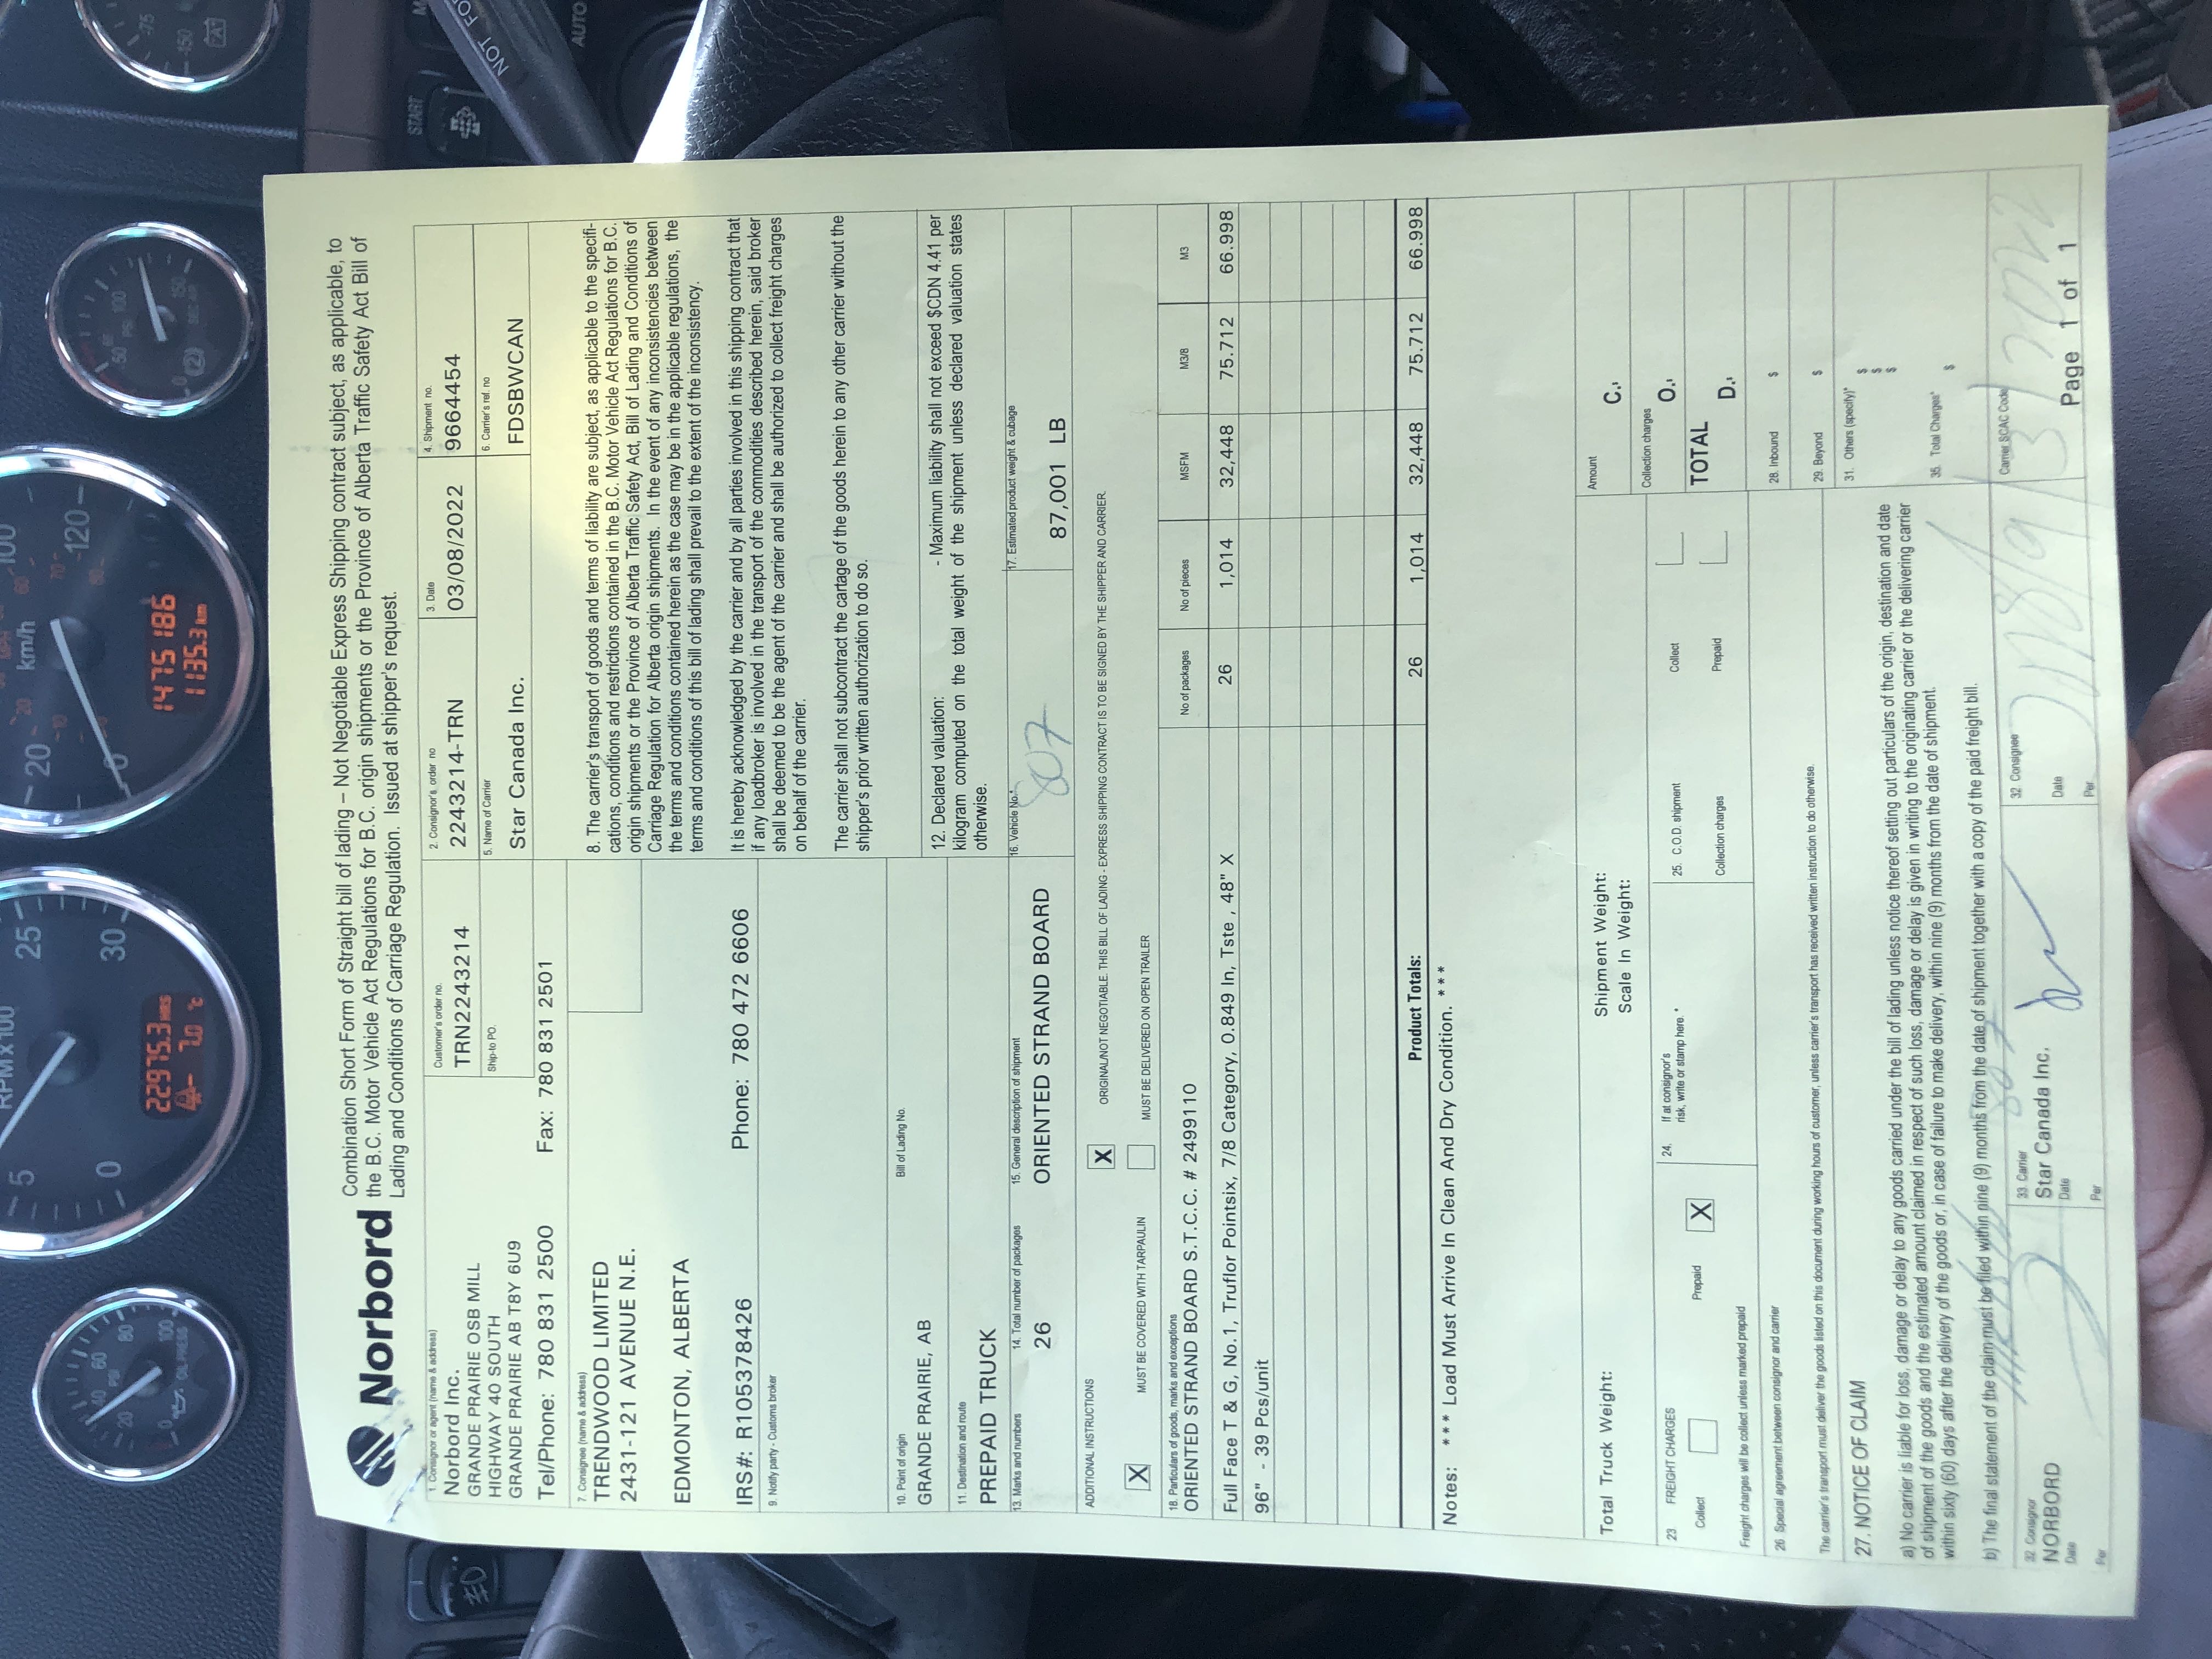 RPM X 100
5
25
0
30
22975.3 HRS
7.0 °C
100
km/h
20
120
0
1475186
1135.3 km
20
40
60
80
0
100
PSI
OIL PRESS
50
PSI
100
0
150
(2)
-75
-150
START
NOT FO
AUTO
Norbord
Combination Short Form of Straight bill of lading – Not Negotiable Express Shipping contract subject, as applicable, to
the B.C. Motor Vehicle Act Regulations for B.C. origin shipments or the Province of Alberta Traffic Safety Act Bill of
Lading and Conditions of Carriage Regulation. Issued at shipper's request.
1. Consignor or agent (name & address)
Norbord Inc.
GRANDE PRAIRIE OSB MILL
HIGHWAY 40 SOUTH
GRANDE PRAIRIE AB T8Y 6U9
Tel/Phone: 780 831 2500 Fax: 780 831 2501
Customer's order no.
TRN2243214
Ship-to PO.
2. Consignor's order no
2243214-TRN
3. Date
03/08/2022
4. Shipment no.
9664454
5. Name of Carrier
Star Canada Inc.
6. Carrier's ref. no
FDSBWCAN
7. Consignee (name & address)
TRENDWOOD LIMITED
2431-121 AVENUE N.E.
EDMONTON, ALBERTA
IRS#: R105378426 Phone: 780 472 6606
8. The carrier's transport of goods and terms of liability are subject, as applicable to the specifi-
cations, conditions and restrictions contained in the B.C. Motor Vehicle Act Regulations for B.C.
origin shipments or the Province of Alberta Traffic Safety Act, Bill of Lading and Conditions of
Carriage Regulation for Alberta origin shipments. In the event of any inconsistencies between
the terms and conditions contained herein as the case may be in the applicable regulations, the
terms and conditions of this bill of lading shall prevail to the extent of the inconsistency.
It is hereby acknowledged by the carrier and by all parties involved in this shipping contract that
if any loadbroker is involved in the transport of the commodities described herein, said broker
shall be deemed to be the agent of the carrier and shall be authorized to collect freight charges
on behalf of the carrier.
The carrier shall not subcontract the cartage of the goods herein to any other carrier without the
shipper's prior written authorization to do so.
9. Notify party - Customs broker
10. Point of origin Bill of Lading No.
GRANDE PRAIRIE, AB
11. Destination and route
PREPAID TRUCK
12. Declared valuation: - Maximum liability shall not exceed $CDN 4.41 per
kilogram computed on the total weight of the shipment unless declared valuation states
otherwise.
13. Marks and numbers
14. Total number of packages
26
15. General description of shipment
ORIENTED STRAND BOARD
16. Vehicle No.*
807
17. Estimated product weight & cubage
87,001 LB
ADDITIONAL INSTRUCTIONS
X ORIGINAL/NOT NEGOTIABLE. THIS BILL OF LADING - EXPRESS SHIPPING CONTRACT IS TO BE SIGNED BY THE SHIPPER AND CARRIER.
X MUST BE COVERED WITH TARPAULIN
MUST BE DELIVERED ON OPEN TRAILER
18. Particulars of goods, marks and exceptions
ORIENTED STRAND BOARD S.T.C.C. # 2499110
No of packages No of pieces MSFM M3/8 M3
Full Face T & G, No.1, Truflor Pointsix, 7/8 Category, 0.849 In, Tste , 48" X 26 1,014 32,448 75.712 66.998
96" - 39 Pcs/unit
Product Totals: 26 1,014 32,448 75.712 66.998
Notes: *** Load Must Arrive In Clean And Dry Condition. ***
Total Truck Weight:
Shipment Weight:
Scale In Weight:
Amount
C.:
Collection charges
O.:
TOTAL
D.:
23 FREIGHT CHARGES
Collect
Prepaid X
Freight charges will be collect unless marked prepaid
24. If at consignor's
risk, write or stamp here. *
25. C.O.D. shipment Collect
Collection charges Prepaid
26. Special agreement between consignor and carrier
The carrier's transport must deliver the goods listed on this document during working hours of customer, unless carrier's transport has received written instruction to do otherwise.
28. Inbound $
29. Beyond $
31. Others (specify)*
$
$
$
35. Total Charges*
$
27. NOTICE OF CLAIM
a) No carrier is liable for loss, damage or delay to any goods carried under the bill of lading unless notice thereof setting out particulars of the origin, destination and date
of shipment of the goods and the estimated amount claimed in respect of such loss, damage or delay is given in writing to the originating carrier or the delivering carrier
within sixty (60) days after the delivery of the goods or, in case of failure to make delivery, within nine (9) months from the date of shipment.
b) The final statement of the claim must be filed within nine (9) months from the date of shipment together with a copy of the paid freight bill.
32. Consignor
NORBORD
Date
Per
807
33. Carrier
Star Canada Inc.
Date
Per
32. Consignee
Date
Per
Carrier SCAC Code
Page 1 of 1